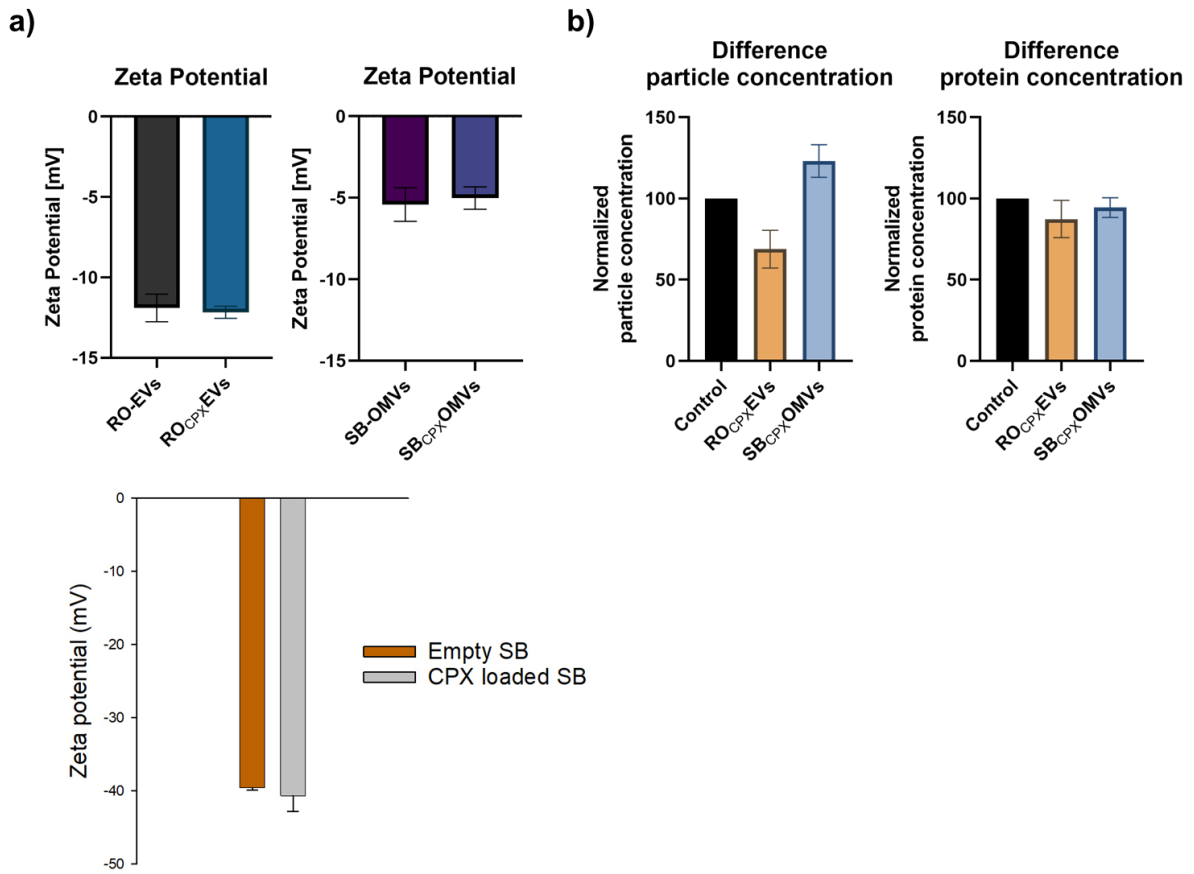 a)
Zeta Potential
Zeta Potential [mV]
0
-5
-10
-15
RO-EVs
ROCPXEVs
Zeta Potential
Zeta Potential [mV]
0
-5
-10
-15
SB-OMVs
SBCPXOMVs
b)
Difference
particle concentration
Normalized
particle concentration
150
100
50
0
Control
ROCPXEVs
SBCPXOMVs
Difference
protein concentration
Normalized
protein concentration
150
100
50
0
Control
ROCPXEVs
SBCPXOMVs
Zeta potential (mV)
0
-10
-20
-30
-40
-50
Empty SB
CPX loaded SB